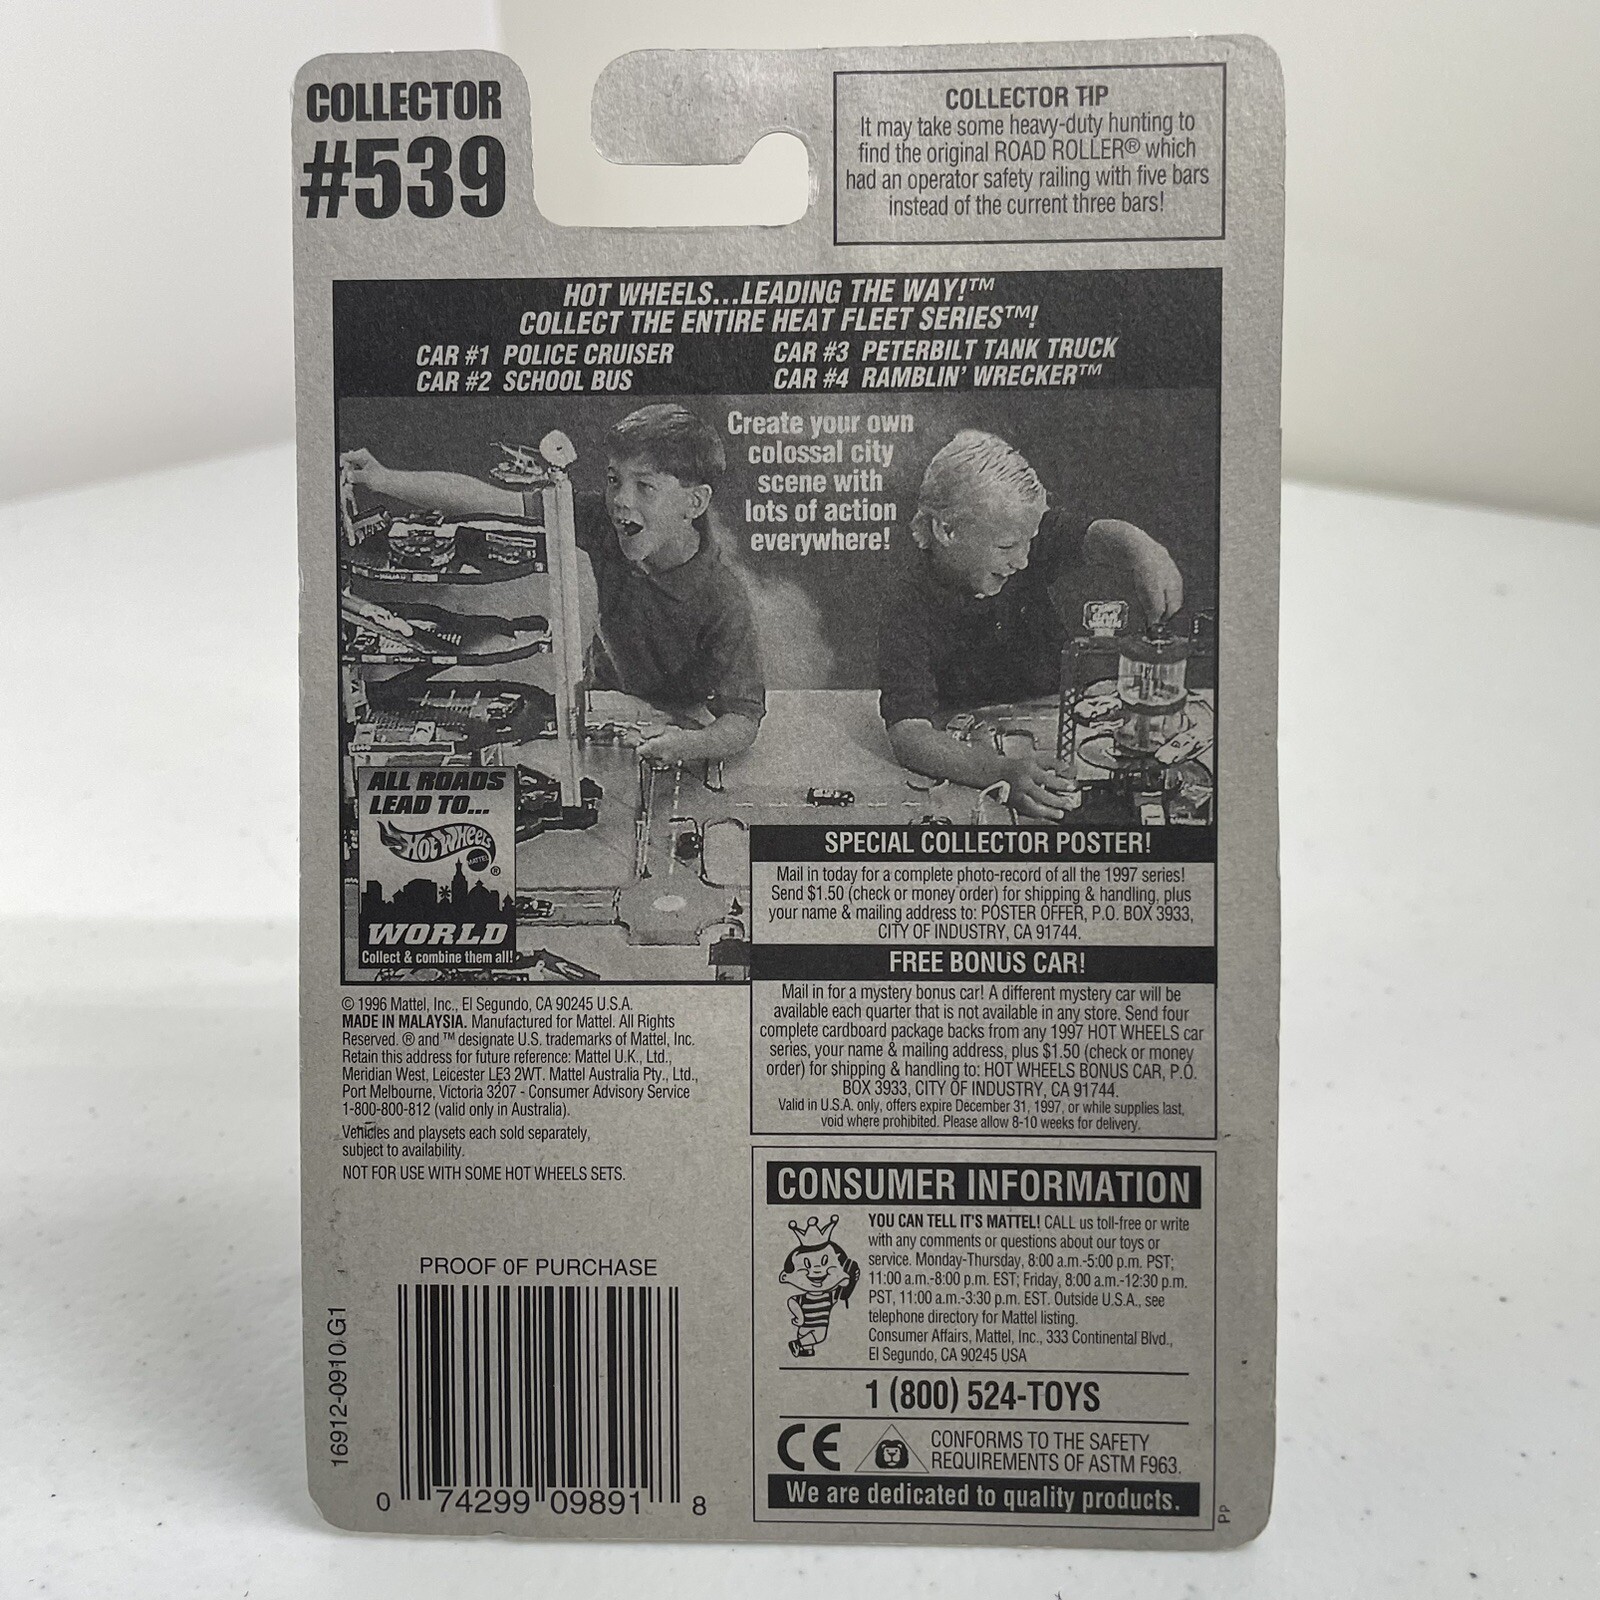 COLLECTOR
#539
COLLECTOR TIP
It may take some heavy-duty hunting to
find the original ROAD ROLLER® which
had an operator safety railing with five bars
instead of the current three bars!
HOT WHEELS...LEADING THE WAY!™
COLLECT THE ENTIRE HEAT FLEET SERIES™!
CAR #1 POLICE CRUISER
CAR #2 SCHOOL BUS
CAR #3 PETERBILT TANK TRUCK
CAR #4 RAMBLIN' WRECKER™
Create your own
colossal city
scene with
lots of action
everywhere!
ALL ROADS
LEAD TO...
HOT WHEELS
MATTEL
®
WORLD
Collect & combine them all!
SPECIAL COLLECTOR POSTER!
Mail in today for a complete photo-record of all the 1997 series!
Send $1.50 (check or money order) for shipping & handling, plus
your name & mailing address to: POSTER OFFER, P.O. BOX 3933,
CITY OF INDUSTRY, CA 91744.
FREE BONUS CAR!
Mail in for a mystery bonus car! A different mystery car will be
available each quarter that is not available in any store. Send four
complete cardboard package backs from any 1997 HOT WHEELS car
series, your name & mailing address, plus $1.50 (check or money
order) for shipping & handling to: HOT WHEELS BONUS CAR, P.O.
BOX 3933, CITY OF INDUSTRY, CA 91744.
Valid in U.S.A. only, offers expire December 31, 1997, or while supplies last,
void where prohibited. Please allow 8-10 weeks for delivery.
© 1996 Mattel, Inc., El Segundo, CA 90245 U.S.A.
MADE IN MALAYSIA. Manufactured for Mattel. All Rights
Reserved. ® and ™ designate U.S. trademarks of Mattel, Inc.
Retain this address for future reference: Mattel U.K., Ltd.,
Meridian West, Leicester LE3 2WT. Mattel Australia Pty., Ltd.,
Port Melbourne, Victoria 3207 - Consumer Advisory Service
1-800-800-812 (valid only in Australia).
Vehicles and playsets each sold separately,
subject to availability.
NOT FOR USE WITH SOME HOT WHEELS SETS.
CONSUMER INFORMATION
YOU CAN TELL IT'S MATTEL! CALL us toll-free or write
with any comments or questions about our toys or
service. Monday-Thursday, 8:00 a.m.-5:00 p.m. PST;
11:00 a.m.-8:00 p.m. EST; Friday, 8:00 a.m.-12:30 p.m.
PST, 11:00 a.m.-3:30 p.m. EST. Outside U.S.A., see
telephone directory for Mattel listing.
Consumer Affairs, Mattel, Inc., 333 Continental Blvd.,
El Segundo, CA 90245 USA
1 (800) 524-TOYS
CE
CONFORMS TO THE SAFETY
REQUIREMENTS OF ASTM F963.
We are dedicated to quality products.
PP
PROOF OF PURCHASE
0 74299 09891 8
16912-0910 G1